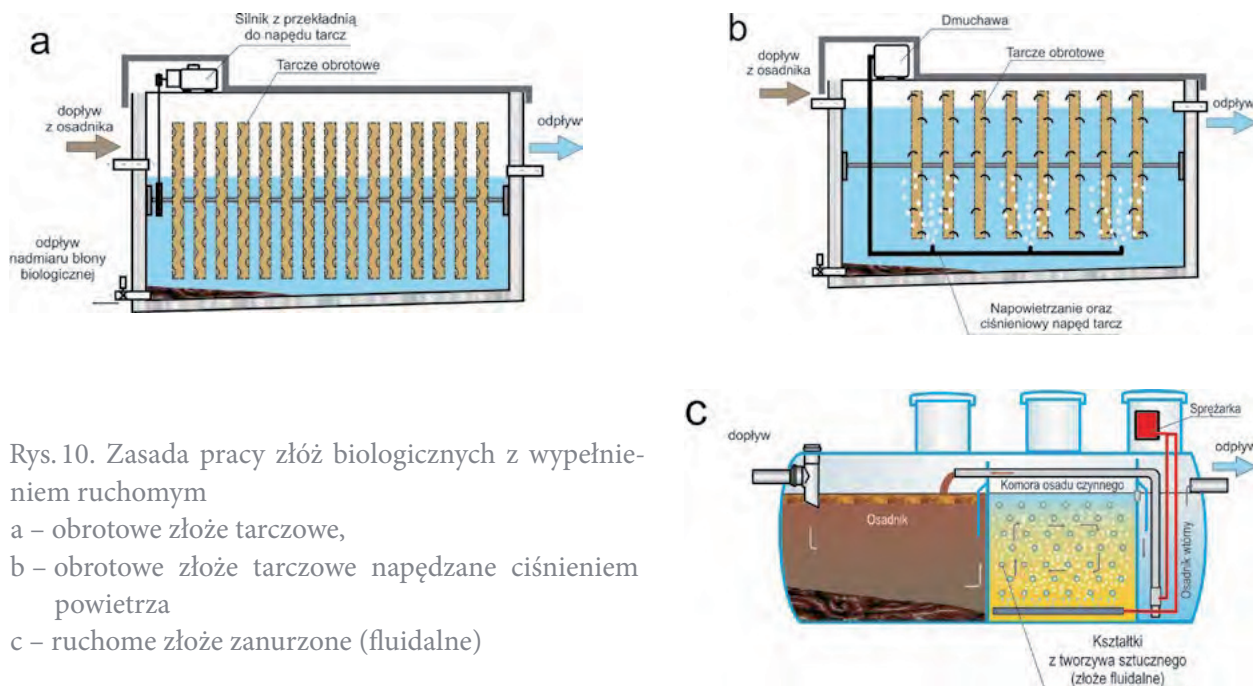 a
Silnik z przekładnią
do napędu tarcz
Tarcze obrotowe
dopływ
z osadnika
odpływ
odpływ
nadmiaru błony
biologicznej
b
Dmuchawa
dopływ
z osadnika
Tarcze obrotowe
odpływ
Napowietrzanie oraz
ciśnieniowy napęd tarcz
Rys. 10. Zasada pracy złóż biologicznych z wypełnie-
niem ruchomym
a – obrotowe złoże tarczowe,
b – obrotowe złoże tarczowe napędzane ciśnieniem
powietrza
c – ruchome złoże zanurzone (fluidalne)
c
dopływ
Sprężarka
odpływ
Komora osadu czynnego
Osadnik
Osadnik wtórny
Kształtki
z tworzywa sztucznego
(złoże fluidalne)